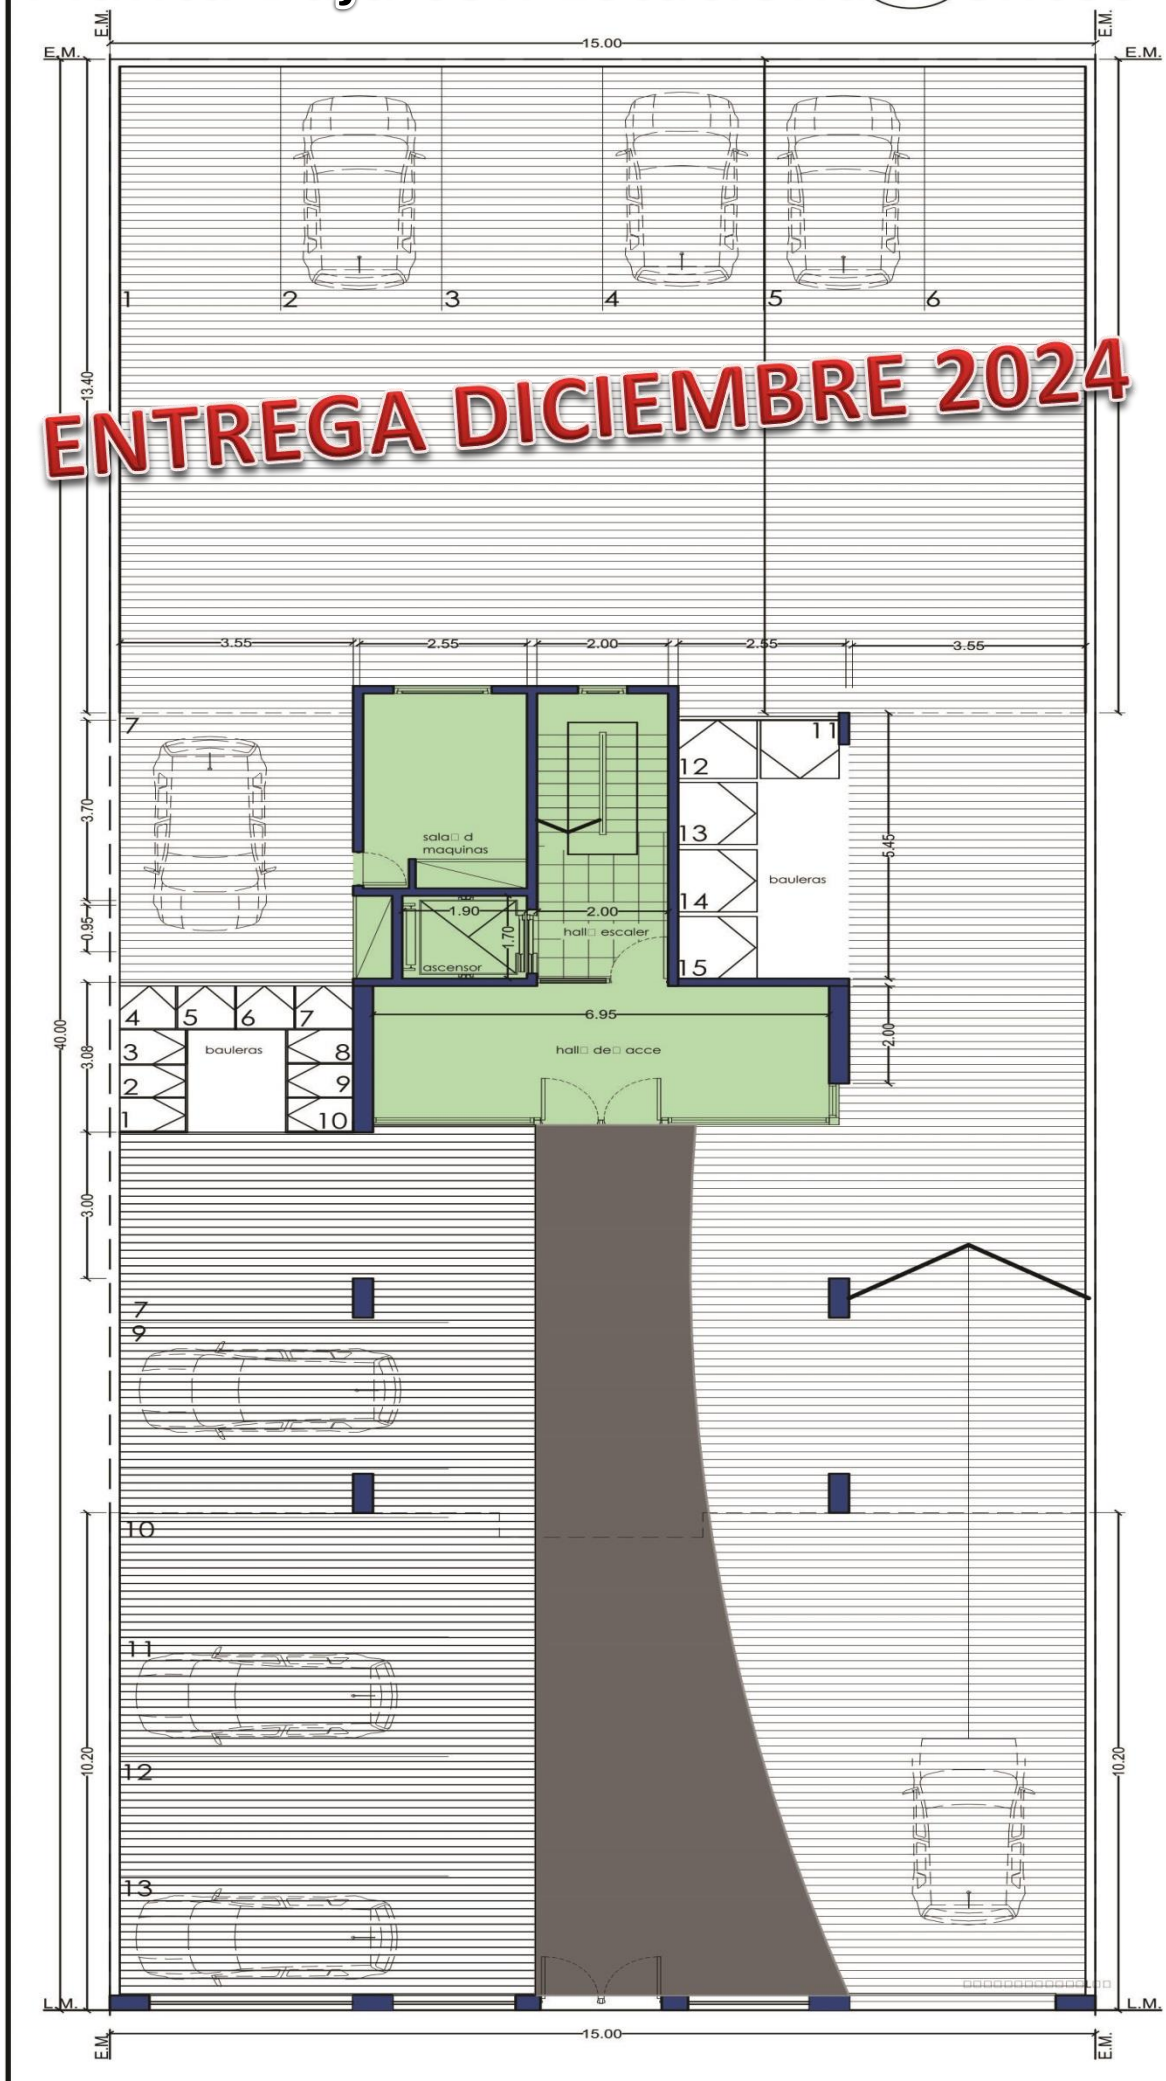 E.M. E.M.
E.M. 15.00 E.M.
1 2 3 4 5 6
13.40
ENTREGA DICIEMBRE 2024
3.55 2.55 2.00 2.55 3.55
7
11
12
3.70
sala□ d
maquinas
13
5.45
bauleras
14
1.90 2.00
0.95
1.70
hall□ escaler
ascensor
15
4 5 6 7
6.95
40.00
2.00
3.08
3 bauleras 8
hall□ de□ acce
2 9
1 10
3.00
7
9
10
11
10.20
10.20
12
13
L.M. L.M.
15.00
E.M. E.M.